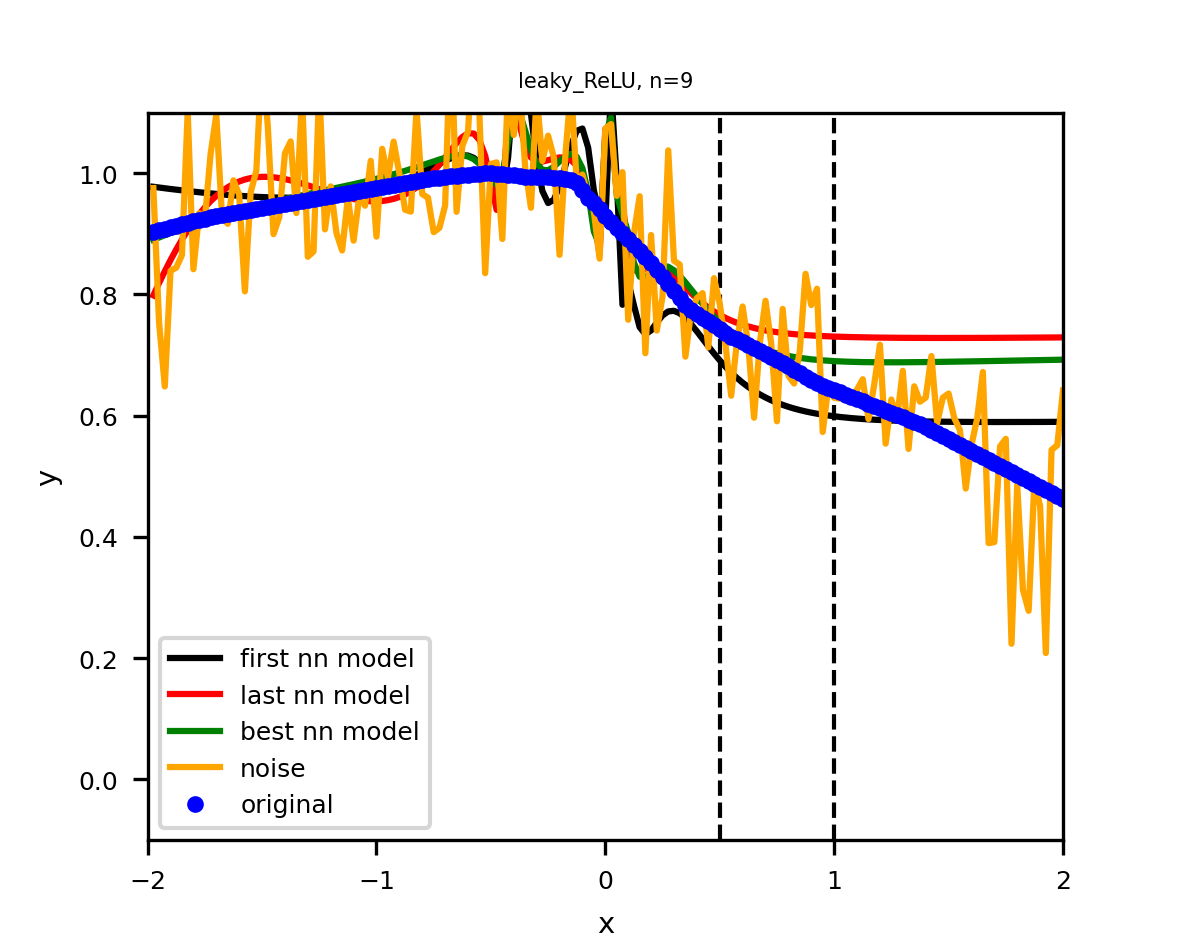 leaky_ReLU, n=9
1.0
0.8
0.6
0.4
0.2
0.0
y
first nn model
last nn model
best nn model
noise
original
−2
−1
0
1
2
x